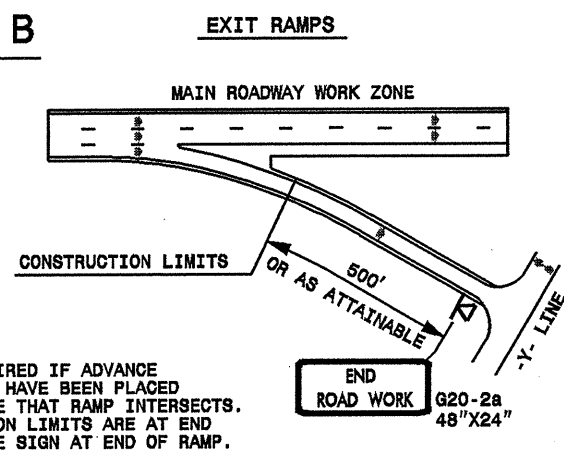 B
EXIT RAMPS
MAIN ROADWAY WORK ZONE
CONSTRUCTION LIMITS
500'
OR AS ATTAINABLE
-Y- LINE
END
ROAD WORK
G20-2a
48"X24"
IRED IF ADVANCE
HAVE BEEN PLACED
E THAT RAMP INTERSECTS.
ON LIMITS ARE AT END
E SIGN AT END OF RAMP.